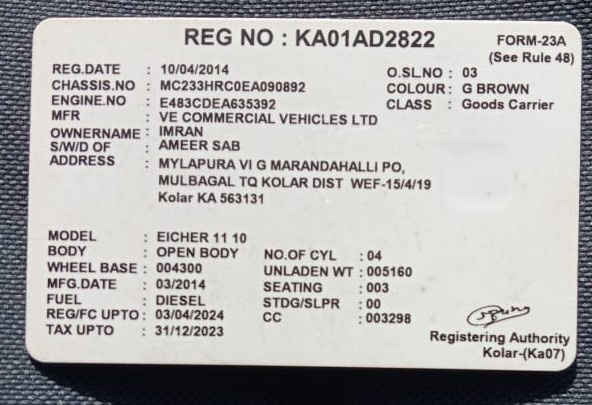 REG NO : KA01AD2822
FORM-23A
(See Rule 48)
REG.DATE : 10/04/2014 O.SL.NO : 03
CHASSIS.NO : MC233HRC0EA090892 COLOUR : G BROWN
ENGINE.NO : E483CDEA635392 CLASS : Goods Carrier
MFR : VE COMMERCIAL VEHICLES LTD
OWNERNAME : IMRAN
S/W/D OF : AMEER SAB
ADDRESS : MYLAPURA VI G MARANDAHALLI PO,
MULBAGAL TQ KOLAR DIST WEF-15/4/19
Kolar KA 563131
MODEL : EICHER 11 10
BODY : OPEN BODY NO.OF CYL : 04
WHEEL BASE : 004300 UNLADEN WT : 005160
MFG.DATE : 03/2014 SEATING : 003
FUEL : DIESEL STDG/SLPR : 00
REG/FC UPTO : 03/04/2024 CC : 003298
TAX UPTO : 31/12/2023
Registering Authority
Kolar-(Ka07)